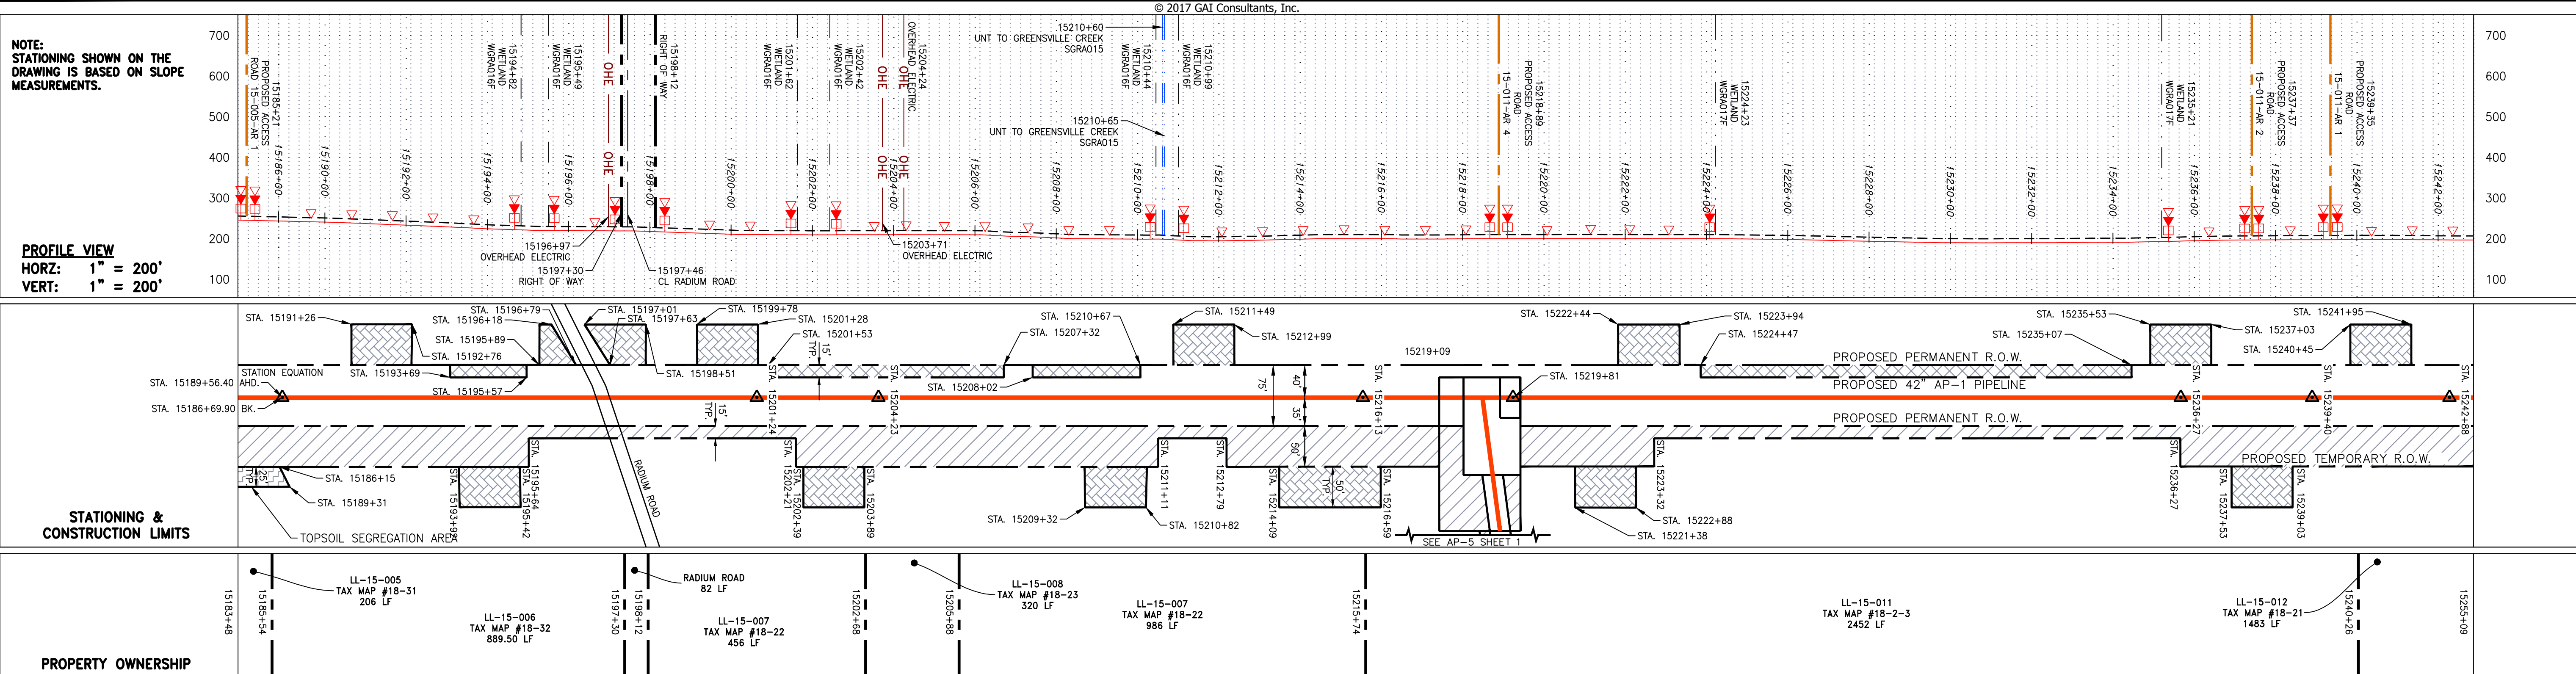 © 2017 GAI Consultants, Inc.
NOTE:
STATIONING SHOWN ON THE
DRAWING IS BASED ON SLOPE
MEASUREMENTS.
PROFILE VIEW
HORZ: 1" = 200'
VERT: 1" = 200'
700
600
500
400
300
200
100
15185+21
PROPOSED ACCESS
ROAD 15-005-AR 1
15194+82
WETLAND
WGRA016F
15195+49
WETLAND
WGRA016F
OHE
OHE
15196+97
OVERHEAD ELECTRIC
15197+30
RIGHT OF WAY
15197+46
CL RADIUM ROAD
15198+12
RIGHT OF WAY
15201+62
WETLAND
WGRA016F
15202+42
WETLAND
WGRA016F
OHE
OHE
15203+71
OVERHEAD ELECTRIC
15204+24
OVERHEAD ELECTRIC
OHE
OHE
15210+60
UNT TO GREENSVILLE CREEK
SGRA015
15210+65
UNT TO GREENSVILLE CREEK
SGRA015
15210+44
WETLAND
WGRA016F
15210+99
WETLAND
WGRA016F
15218+89
PROPOSED ACCESS
ROAD
15-011-AR 4
15224+23
WETLAND
WGRA017F
15235+21
WETLAND
WGRA017F
15237+37
PROPOSED ACCESS
ROAD
15-011-AR 2
15239+35
PROPOSED ACCESS
ROAD
15-011-AR 1
15186+00
15190+00
15192+00
15194+00
15196+00
15198+00
15200+00
15202+00
15204+00
15206+00
15208+00
15210+00
15212+00
15214+00
15216+00
15218+00
15220+00
15222+00
15224+00
15226+00
15228+00
15230+00
15232+00
15234+00
15236+00
15238+00
15240+00
15242+00
700
600
500
400
300
200
100
STATIONING &
CONSTRUCTION LIMITS
STA. 15191+26
STA. 15192+76
STA. 15193+69
STA. 15195+57
STA. 15195+89
STA. 15196+18
STA. 15196+79
STA. 15197+01
STA. 15197+63
STA. 15198+51
STA. 15199+78
STA. 15201+28
STA. 15201+53
15'
TYP.
STA. 15207+32
STA. 15208+02
STA. 15210+67
STA. 15211+49
STA. 15212+99
15219+09
STA. 15222+44
STA. 15223+94
STA. 15224+47
STA. 15235+07
STA. 15235+53
STA. 15237+03
STA. 15240+45
STA. 15241+95
STATION EQUATION
STA. 15189+56.40 AHD.
STA. 15186+69.90 BK.
PROPOSED PERMANENT R.O.W.
PROPOSED 42" AP-1 PIPELINE
PROPOSED PERMANENT R.O.W.
PROPOSED TEMPORARY R.O.W.
STA. 15201+24
STA. 15204+23
75'
40'
35'
50'
STA. 15216+13
STA. 15219+81
STA. 15236+27
STA. 15239+40
STA. 15242+88
15'
TYP.
25'
TYP.
STA. 15186+15
STA. 15189+31
TOPSOIL SEGREGATION AREA
STA. 15195+64
STA. 15195+42
RADIUM ROAD
STA. 15202+21
STA. 15202+39
STA. 15203+89
STA. 15209+32
STA. 15210+82
STA. 15211+11
STA. 15212+79
STA. 15214+09
50'
TYP.
STA. 15216+59
SEE AP-5 SHEET 1
STA. 15223+32
STA. 15222+88
STA. 15221+38
STA. 15236+27
STA. 15237+53
STA. 15239+03
PROPERTY OWNERSHIP
15183+48
15185+54
LL-15-005
TAX MAP #18-31
206 LF
LL-15-006
TAX MAP #18-32
889.50 LF
15197+30
15198+12
RADIUM ROAD
82 LF
LL-15-007
TAX MAP #18-22
456 LF
15202+68
15205+88
LL-15-008
TAX MAP #18-23
320 LF
LL-15-007
TAX MAP #18-22
986 LF
15215+74
LL-15-011
TAX MAP #18-2-3
2452 LF
LL-15-012
TAX MAP #18-21
1483 LF
15240+26
15255+09